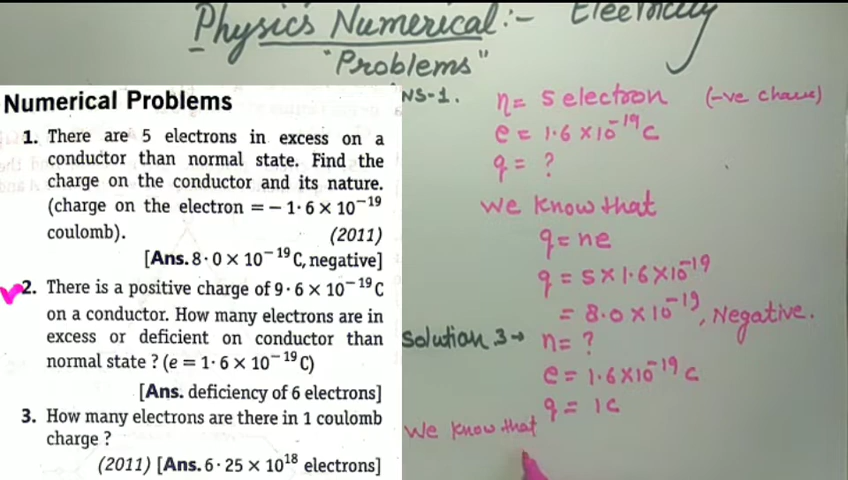 Physics Numerical:- Electricity
"Problems"
Numerical Problems
1. There are 5 electrons in excess on a
conductor than normal state. Find the
charge on the conductor and its nature.
(charge on the electron = – 1·6 × 10⁻¹⁹
coulomb). (2011)
[Ans. 8·0 × 10⁻¹⁹ C, negative]
2. There is a positive charge of 9·6 × 10⁻¹⁹ C
on a conductor. How many electrons are in
excess or deficient on conductor than
normal state ? (e = 1·6 × 10⁻¹⁹ C)
[Ans. deficiency of 6 electrons]
3. How many electrons are there in 1 coulomb
charge ?
(2011) [Ans. 6·25 × 10¹⁸ electrons]
NS-1.
n = 5 electron (-ve chaue)
e = 1.6 × 10⁻¹⁹ C
q = ?
We know that
q = ne
q = 5 × 1.6 × 10⁻¹⁹
= 8.0 × 10⁻¹⁹, Negative.
Solution 3→ n = ?
e = 1.6 × 10⁻¹⁹ C
q = 1C
We know that